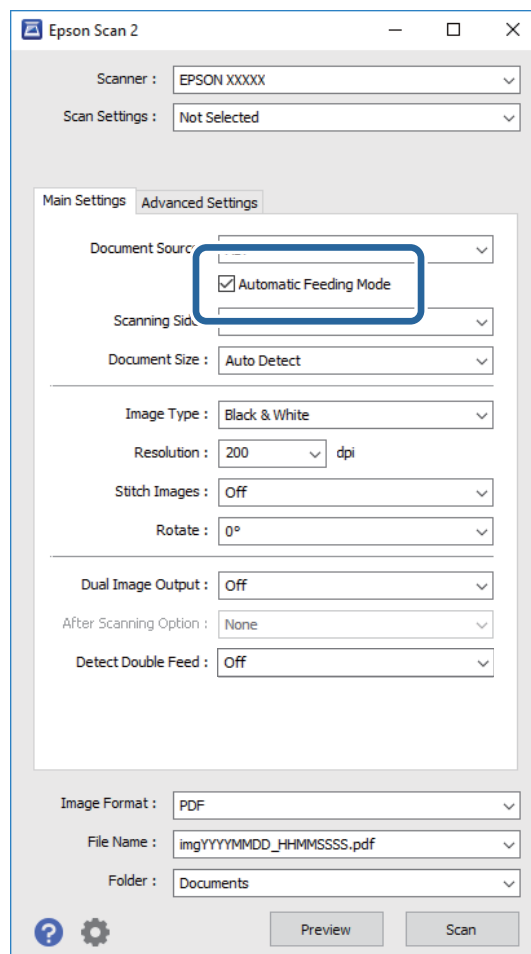 Epson Scan 2
Scanner : EPSON XXXXX
Scan Settings : Not Selected
Main Settings Advanced Settings
Document
Automatic Feeding Mode
Scanning
Document Size : Auto Detect
Image Type : Black & White
Resolution : 200 dpi
Stitch Images : Off
Rotate : 0°
Dual Image Output : Off
After Scanning Option : None
Detect Double Feed : Off
Image Format : PDF
File Name : imgYYYYMMDD_HHMMSSSS.pdf
Folder : Documents
? Preview Scan